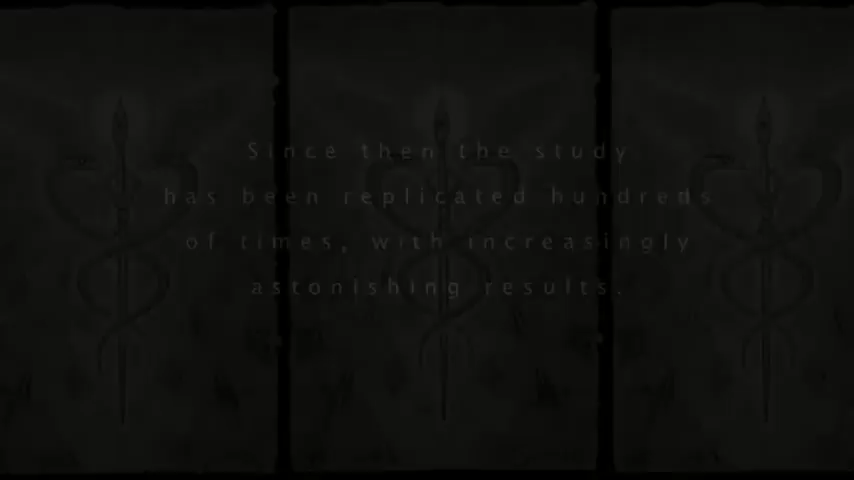 Since then the study
has been replicated hundreds
of times, with increasingly
astonishing results.